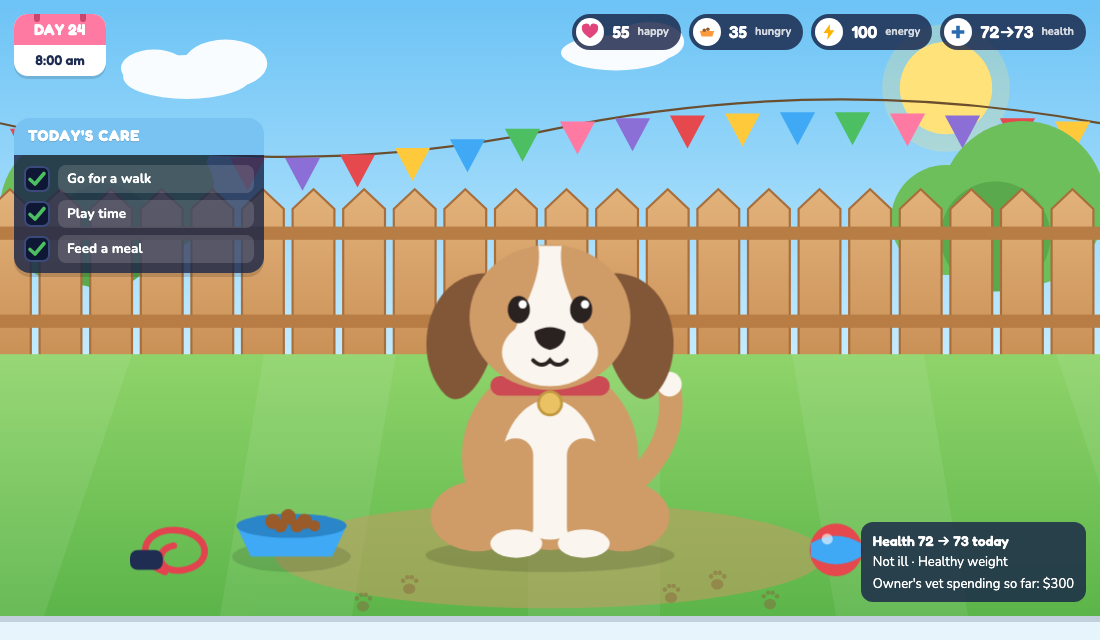 DAY 24
8:00 am
55 happy
35 hungry
100 energy
72→73 health
TODAY'S CARE
Go for a walk
Play time
Feed a meal
Health 72 → 73 today
Not ill · Healthy weight
Owner's vet spending so far: $300